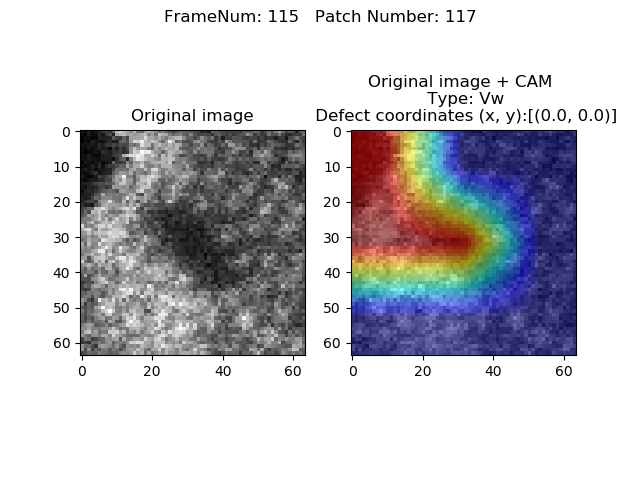 FrameNum: 115   Patch Number: 117
Original image
Original image + CAM
Type: Vw
Defect coordinates (x, y):[(0.0, 0.0)]
0
10
20
30
40
50
60
0 20 40 60
0
10
20
30
40
50
60
0 20 40 60